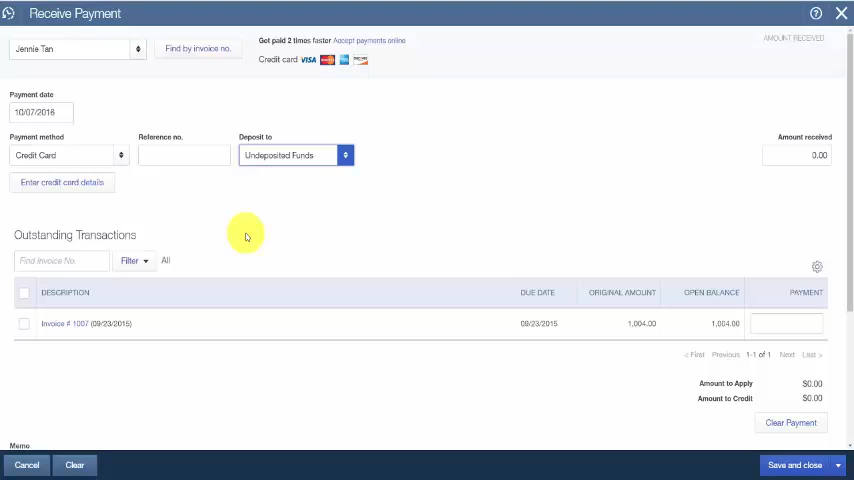 Receive Payment
Jennie Tan
Find by invoice no.
Got paid 2 times faster Accept payments online
Credit card VISA
AMOUNT RECEIVED
Payment date
10/07/2016
Payment method Reference no. Deposit to Amount received
Credit Card Undeposited Funds 0.00
Enter credit card details
Outstanding Transactions
Find Invoice No. Filter All
DESCRIPTION DUE DATE ORIGINAL AMOUNT OPEN BALANCE PAYMENT
Invoice # 1007 (09/23/2015) 09/23/2015 1,004.00 1,004.00
< First Previous 1-1 of 1 Next Last >
Amount to Apply $0.00
Amount to Credit $0.00
Clear Payment
Memo
Cancel Clear Save and close